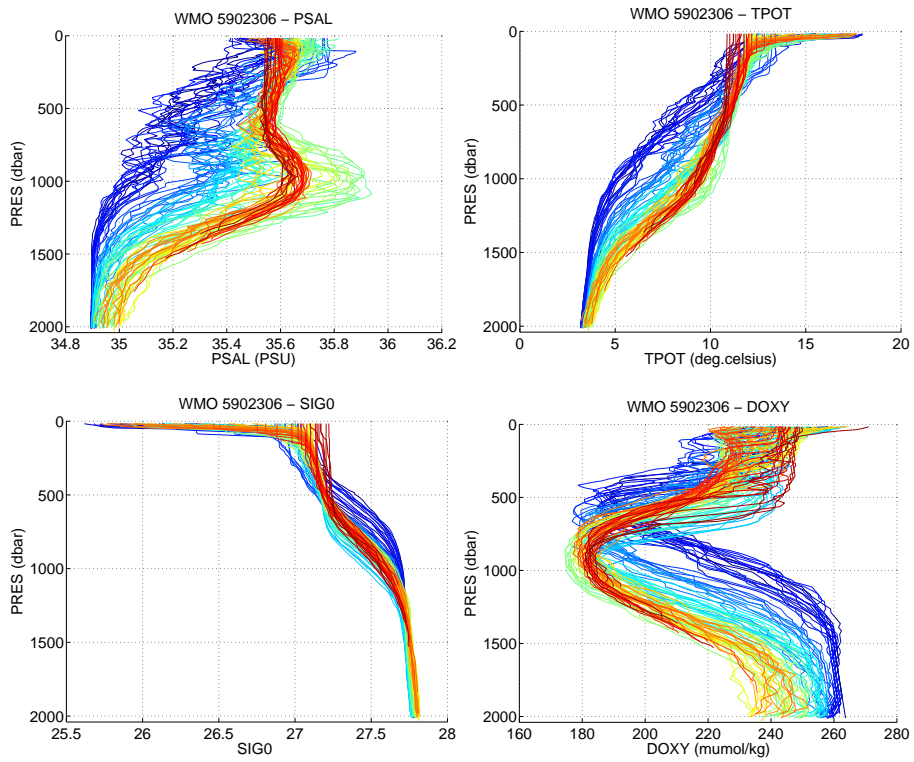 WMO 5902306 − PSAL
0
500
1000
1500
2000
PRES (dbar)
34.8 35 35.2 35.4 35.6 35.8 36 36.2
PSAL (PSU)
WMO 5902306 − TPOT
0
500
1000
1500
2000
PRES (dbar)
0 5 10 15 20
TPOT (deg.celsius)
WMO 5902306 − SIG0
0
500
1000
1500
2000
PRES (dbar)
25.5 26 26.5 27 27.5 28
SIG0
WMO 5902306 − DOXY
0
500
1000
1500
2000
PRES (dbar)
160 180 200 220 240 260 280
DOXY (mumol/kg)